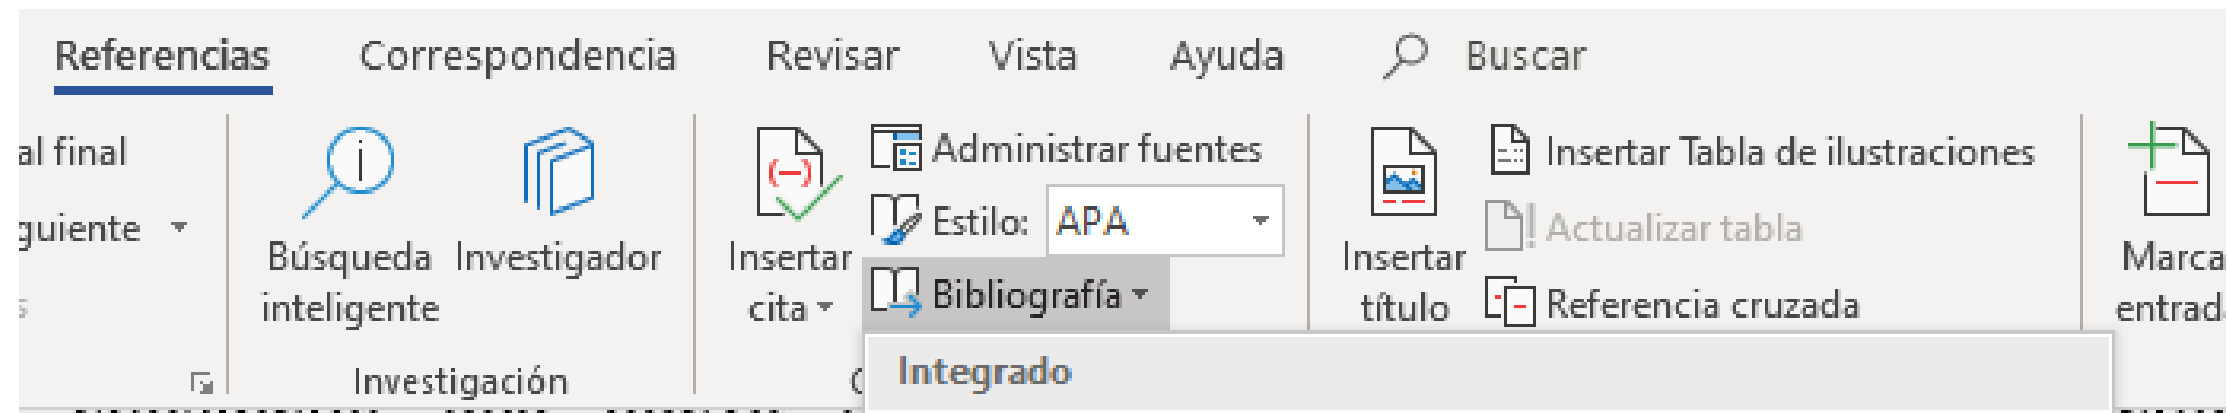 Referencias Correspondencia Revisar Vista Ayuda Buscar
al final
guiente
Búsqueda
inteligente
Investigador
Investigación
Insertar
cita
Administrar fuentes
Estilo: APA
Bibliografía
Integrado
Insertar
título
Insertar Tabla de ilustraciones
Actualizar tabla
Referencia cruzada
Marca
entrad